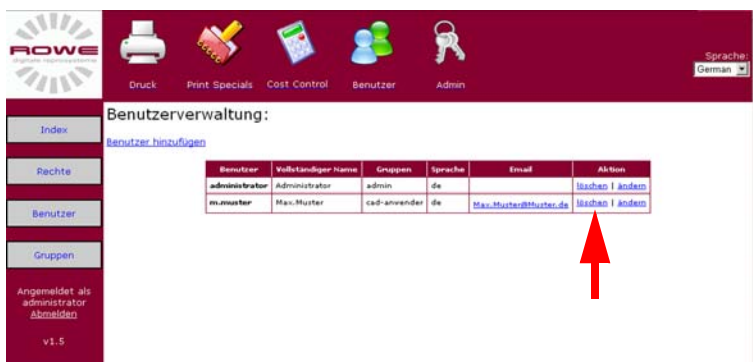 ROWE
digitale reprosysteme
Druck Print Specials Cost Control Benutzer Admin
Sprache:
German
Index
Rechte
Benutzer
Gruppen
Angemeldet als
administrator
Abmelden
v1.5
Benutzerverwaltung:
Benutzer hinzufügen
Benutzer Vollständiger Name Gruppen Sprache Email Aktion
administrator Administrator admin de löschen | ändern
m.muster Max.Muster cad-anwender de Max.Muster@Muster.de löschen | ändern